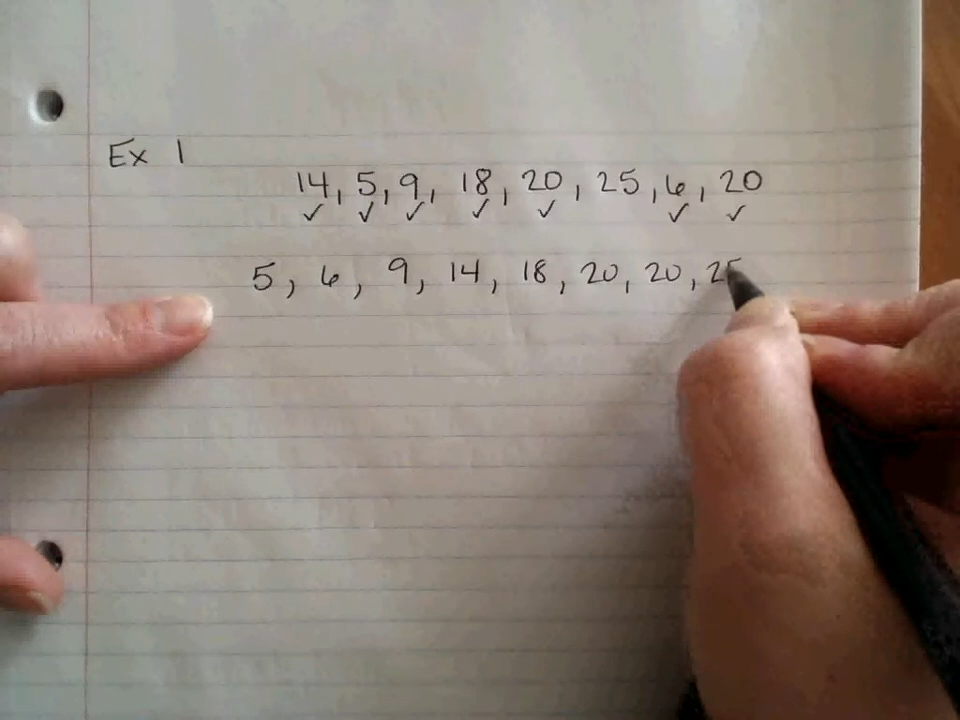 Ex 1
14, 5, 9, 18, 20, 25, 6, 20
✓ ✓ ✓ ✓ ✓ ✓ ✓
5, 6, 9, 14, 18, 20, 20, 25